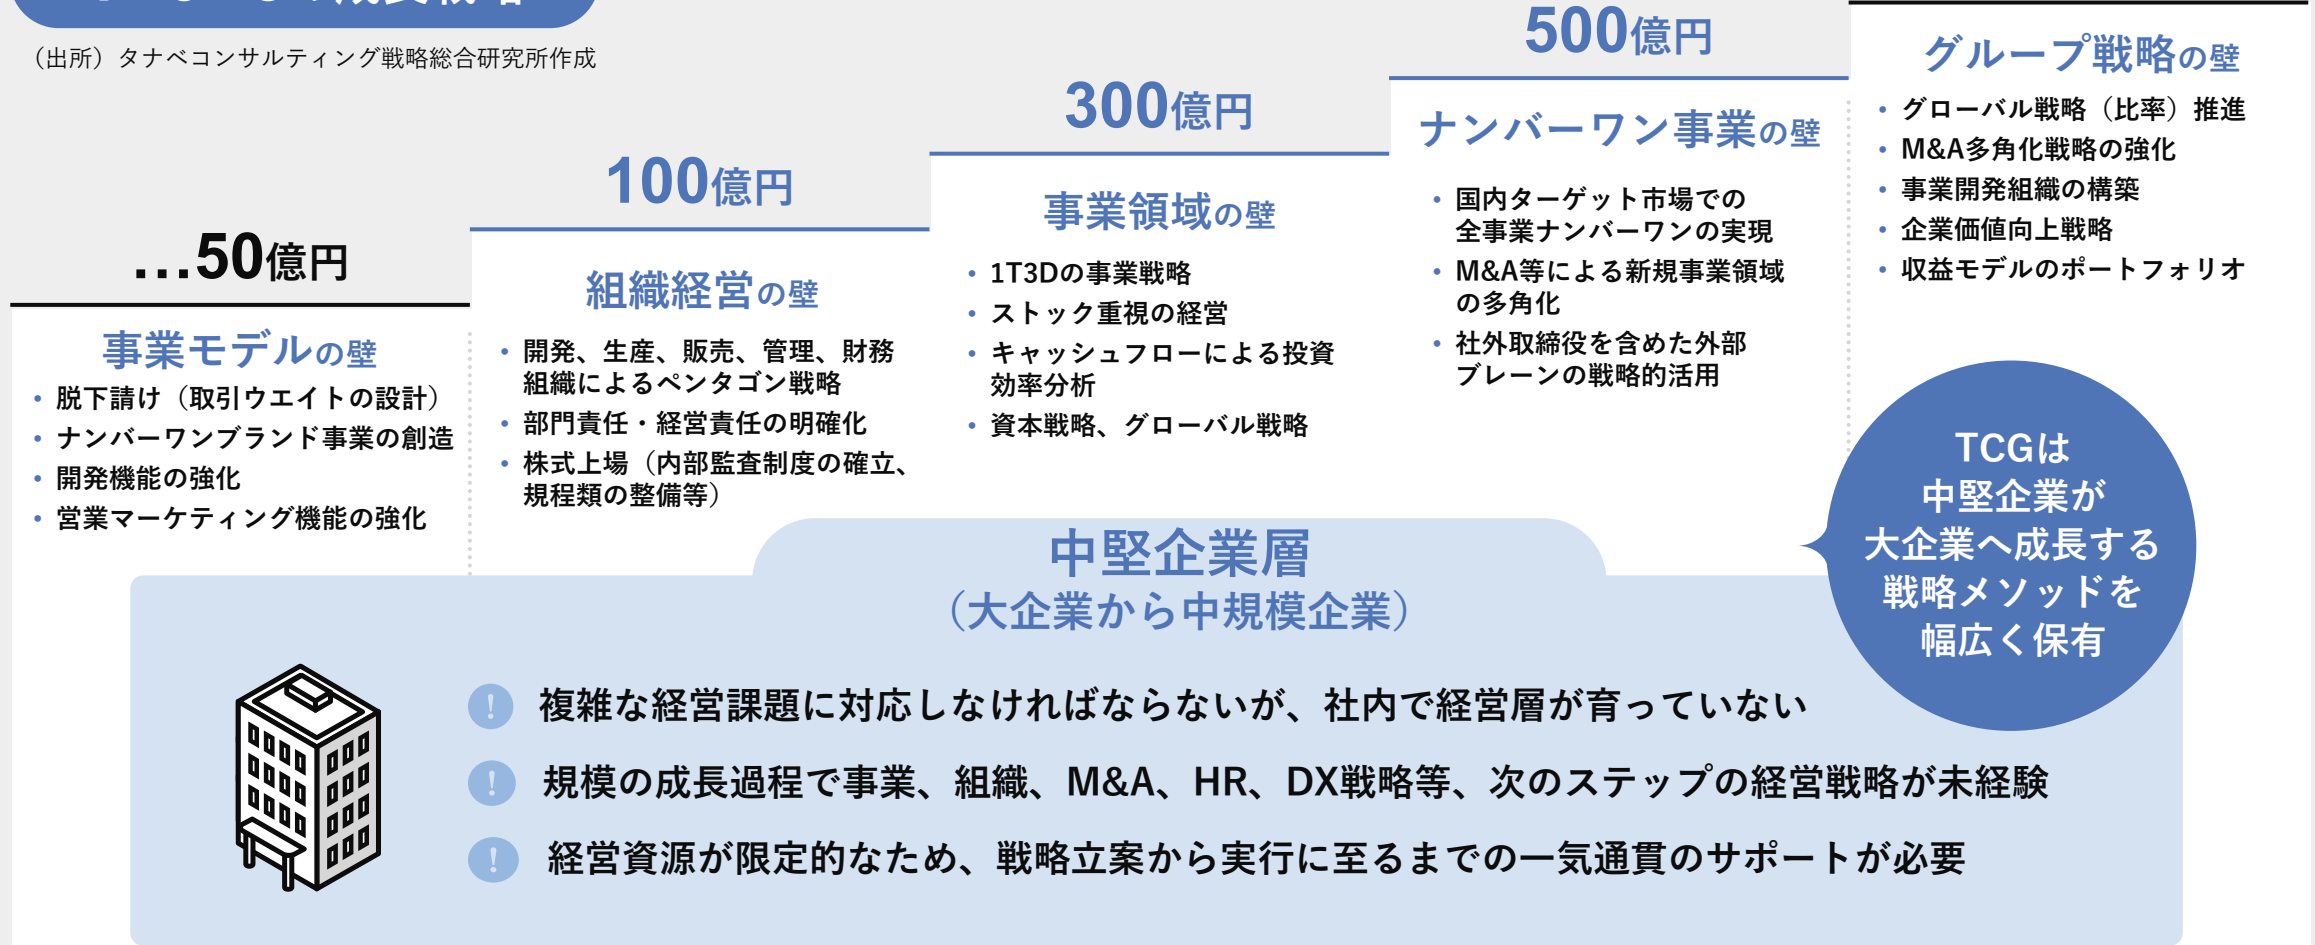 成長戦略
（出所）タナベコンサルティング戦略総合研究所作成
...50億円
事業モデルの壁
・脱下請け（取引ウエイトの設計）
・ナンバーワンブランド事業の創造
・開発機能の強化
・営業マーケティング機能の強化
100億円
組織経営の壁
・開発、生産、販売、管理、財務
組織によるペンタゴン戦略
・部門責任・経営責任の明確化
・株式上場（内部監査制度の確立、
規程類の整備等）
300億円
事業領域の壁
・1T3Dの事業戦略
・ストック重視の経営
・キャッシュフローによる投資
効率分析
・資本戦略、グローバル戦略
500億円
ナンバーワン事業の壁
・国内ターゲット市場での
全事業ナンバーワンの実現
・M&A等による新規事業領域
の多角化
・社外取締役を含めた外部
ブレーンの戦略的活用
グループ戦略の壁
・グローバル戦略（比率）推進
・M&A多角化戦略の強化
・事業開発組織の構築
・企業価値向上戦略
・収益モデルのポートフォリオ
TCGは
中堅企業が
大企業へ成長する
戦略メソッドを
幅広く保有
中堅企業層
（大企業から中規模企業）
! 複雑な経営課題に対応しなければならないが、社内で経営層が育っていない
! 規模の成長過程で事業、組織、M&A、HR、DX戦略等、次のステップの経営戦略が未経験
! 経営資源が限定的なため、戦略立案から実行に至るまでの一気通貫のサポートが必要